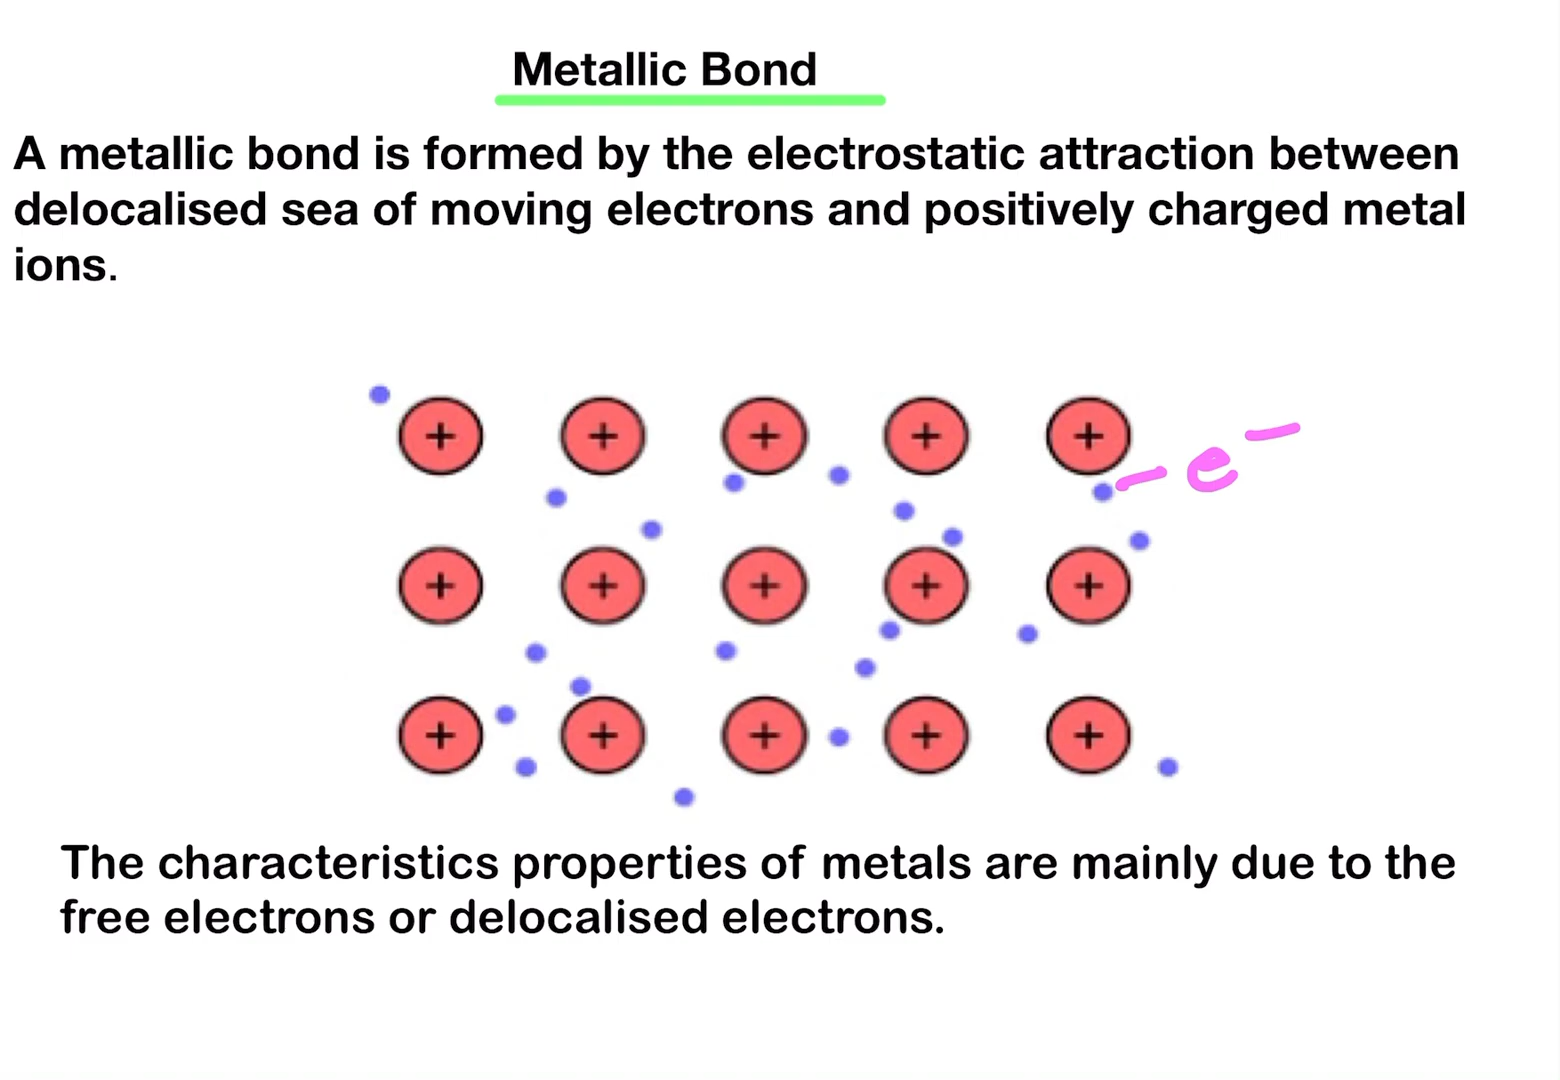 Metallic Bond
A metallic bond is formed by the electrostatic attraction between
delocalised sea of moving electrons and positively charged metal
ions.
+ + + + +
- e -
+ + + + +
+ + + + +
The characteristics properties of metals are mainly due to the
free electrons or delocalised electrons.